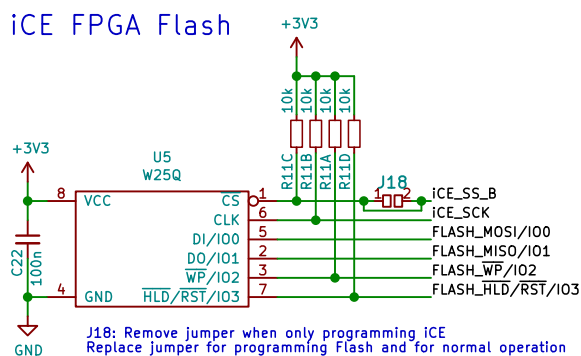 iCE FPGA Flash
+3V3
10k 10k 10k 10k
R11C R11B R11A R11D
+3V3
U5
W25Q
J18
8 VCC CS 1 1 2 iCE_SS_B
CLK 6 iCE_SCK
DI/IO0 5 FLASH_MOSI/IO0
DO/IO1 2 FLASH_MISO/IO1
WP/IO2 3 FLASH_WP/IO2
4 GND HLD/RST/IO3 7 FLASH_HLD/RST/IO3
C22
100n
GND
J18: Remove jumper when only programming iCE
Replace jumper for programming Flash and for normal operation